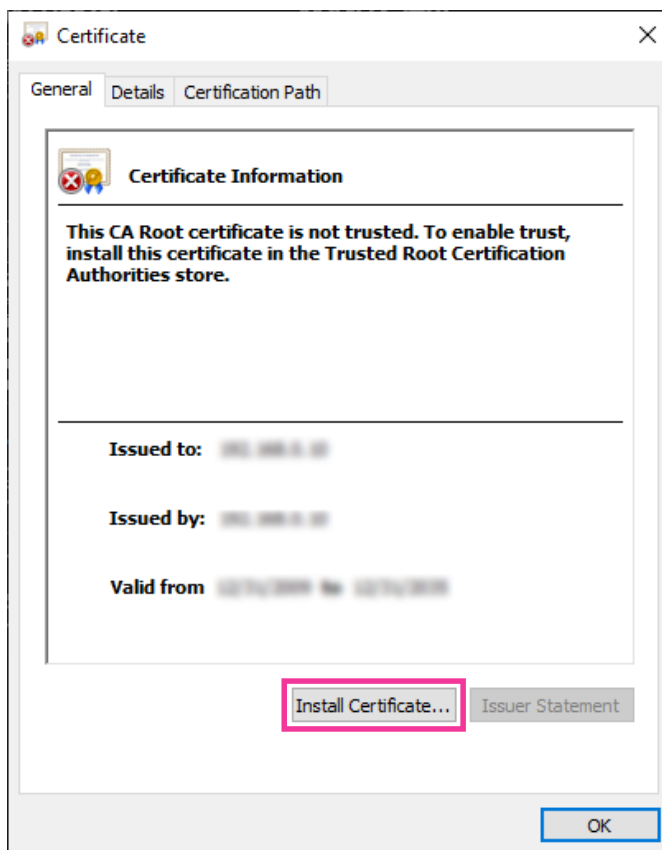 Certificate
General Details Certification Path
Certificate Information
This CA Root certificate is not trusted. To enable trust,
install this certificate in the Trusted Root Certification
Authorities store.
Issued to:
Issued by:
Valid from
Install Certificate... Issuer Statement
OK